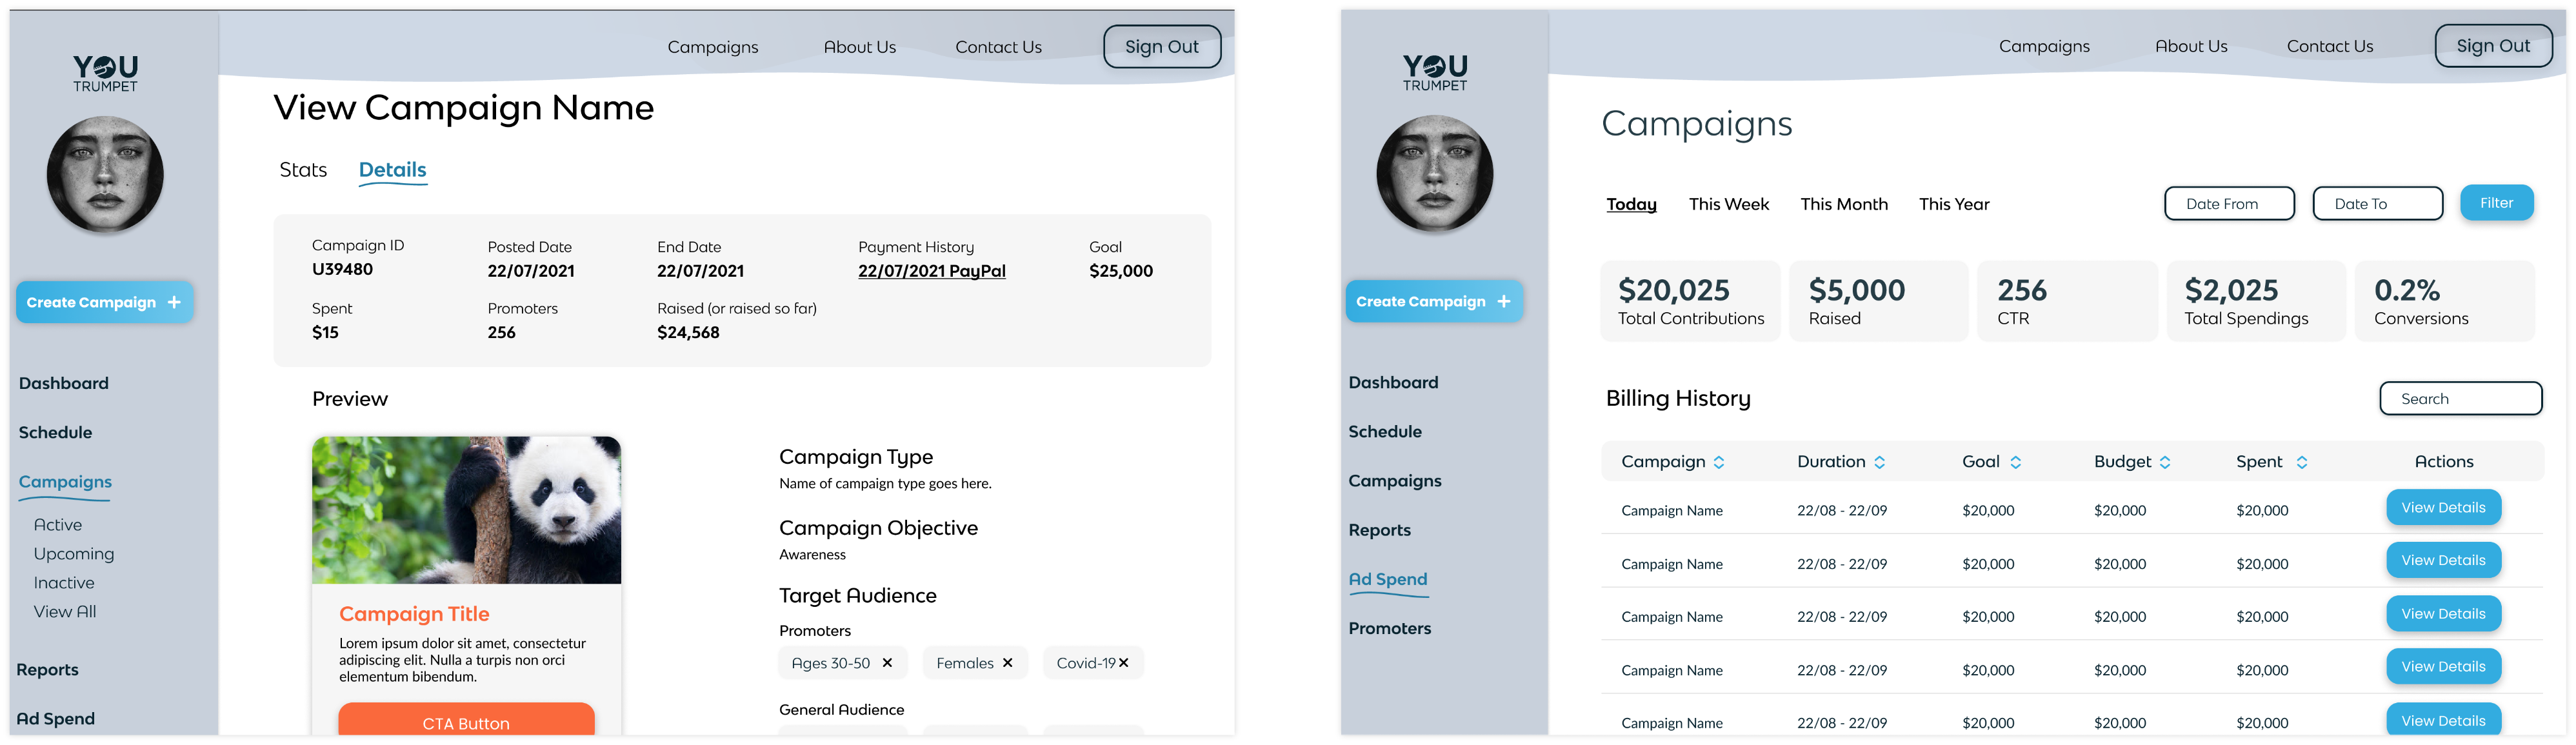 YOU
TRUMPET
Create Campaign +
Dashboard
Schedule
Campaigns
Active
Upcoming
Inactive
View All
Reports
Ad Spend
Campaigns About Us Contact Us Sign Out
View Campaign Name
Stats Details
Campaign ID Posted Date End Date Payment History Goal
U39480 22/07/2021 22/07/2021 22/07/2021 PayPal $25,000
Spent Promoters Raised (or raised so far)
$15 256 $24,568
Preview
Campaign Title
Lorem ipsum dolor sit amet, consectetur
adipiscing elit. Nulla a turpis non orci
elementum bibendum.
CTA Button
Campaign Type
Name of campaign type goes here.
Campaign Objective
Awareness
Target Audience
Promoters
Ages 30-50 × Females × Covid-19 ×
General Audience
YOU
TRUMPET
Create Campaign +
Dashboard
Schedule
Campaigns
Reports
Ad Spend
Promoters
Campaigns About Us Contact Us Sign Out
Campaigns
Today This Week This Month This Year Date From Date To Filter
$20,025 $5,000 256 $2,025 0.2%
Total Contributions Raised CTR Total Spendings Conversions
Billing History Search
Campaign Duration Goal Budget Spent Actions
Campaign Name 22/08 - 22/09 $20,000 $20,000 $20,000 View Details
Campaign Name 22/08 - 22/09 $20,000 $20,000 $20,000 View Details
Campaign Name 22/08 - 22/09 $20,000 $20,000 $20,000 View Details
Campaign Name 22/08 - 22/09 $20,000 $20,000 $20,000 View Details
Campaign Name 22/08 - 22/09 $20,000 $20,000 $20,000 View Details